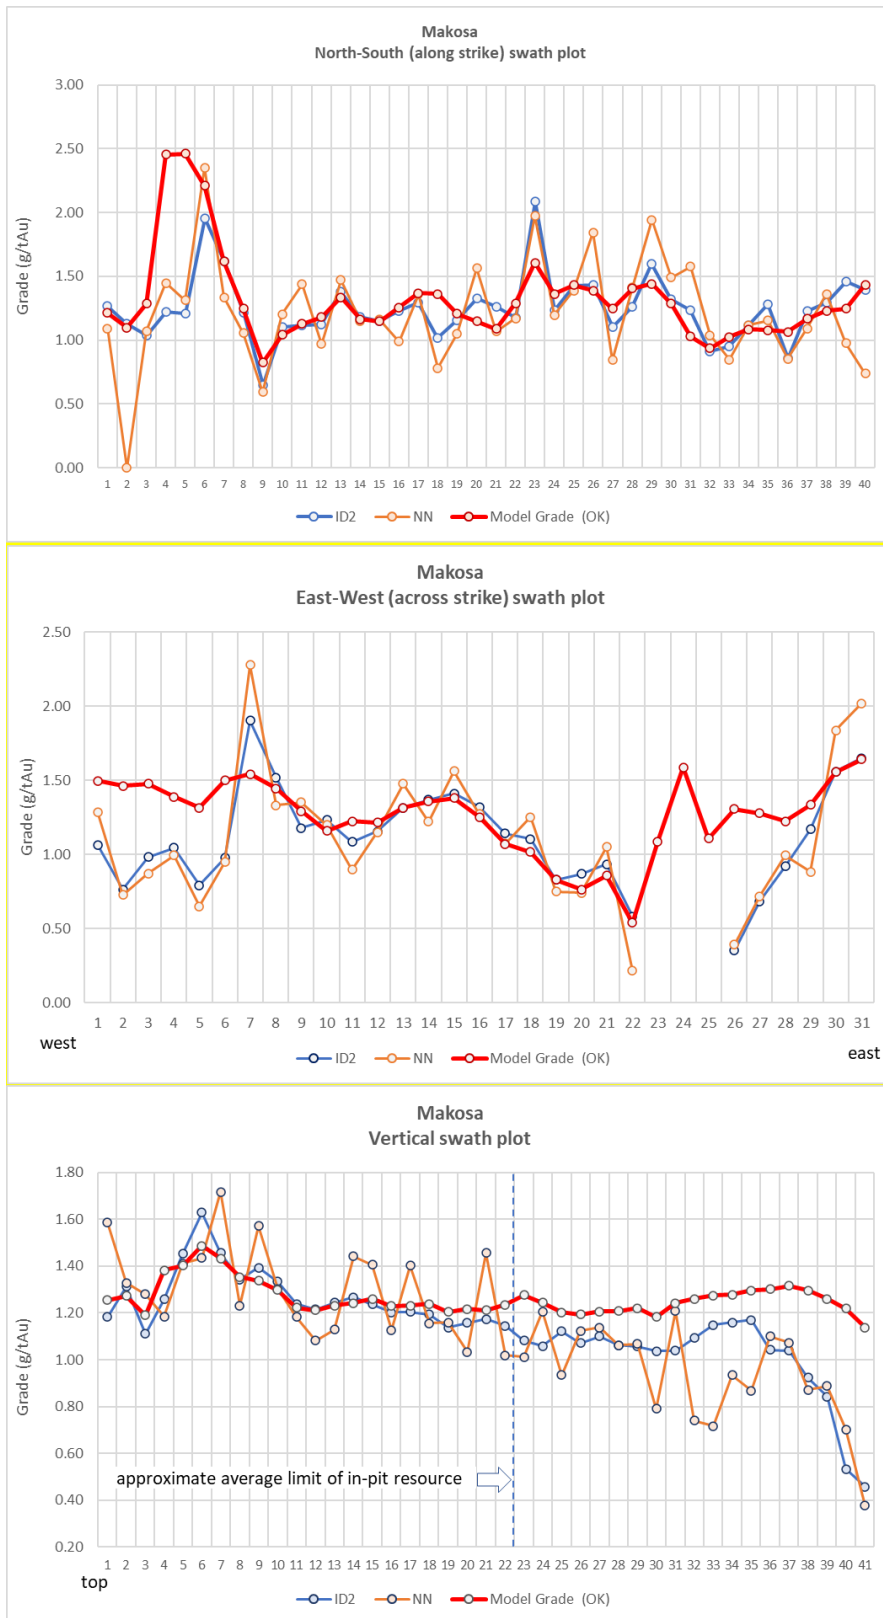 Makosa
North-South (along strike) swath plot
3.00
2.50
2.00
1.50
1.00
0.50
0.00
Grade (g/tAu)
1 2 3 4 5 6 7 8 9 10 11 12 13 14 15 16 17 18 19 20 21 22 23 24 25 26 27 28 29 30 31 32 33 34 35 36 37 38 39 40
ID2 NN Model Grade (OK)
Makosa
East-West (across strike) swath plot
2.50
2.00
1.50
1.00
0.50
0.00
Grade (g/tAu)
1 2 3 4 5 6 7 8 9 10 11 12 13 14 15 16 17 18 19 20 21 22 23 24 25 26 27 28 29 30 31
west east
ID2 NN Model Grade (OK)
Makosa
Vertical swath plot
1.80
1.60
1.40
1.20
1.00
0.80
0.60
0.40
0.20
Grade (g/tAu)
approximate average limit of in-pit resource
1 2 3 4 5 6 7 8 9 10 11 12 13 14 15 16 17 18 19 20 21 22 23 24 25 26 27 28 29 30 31 32 33 34 35 36 37 38 39 40 41
top
ID2 NN Model Grade (OK)